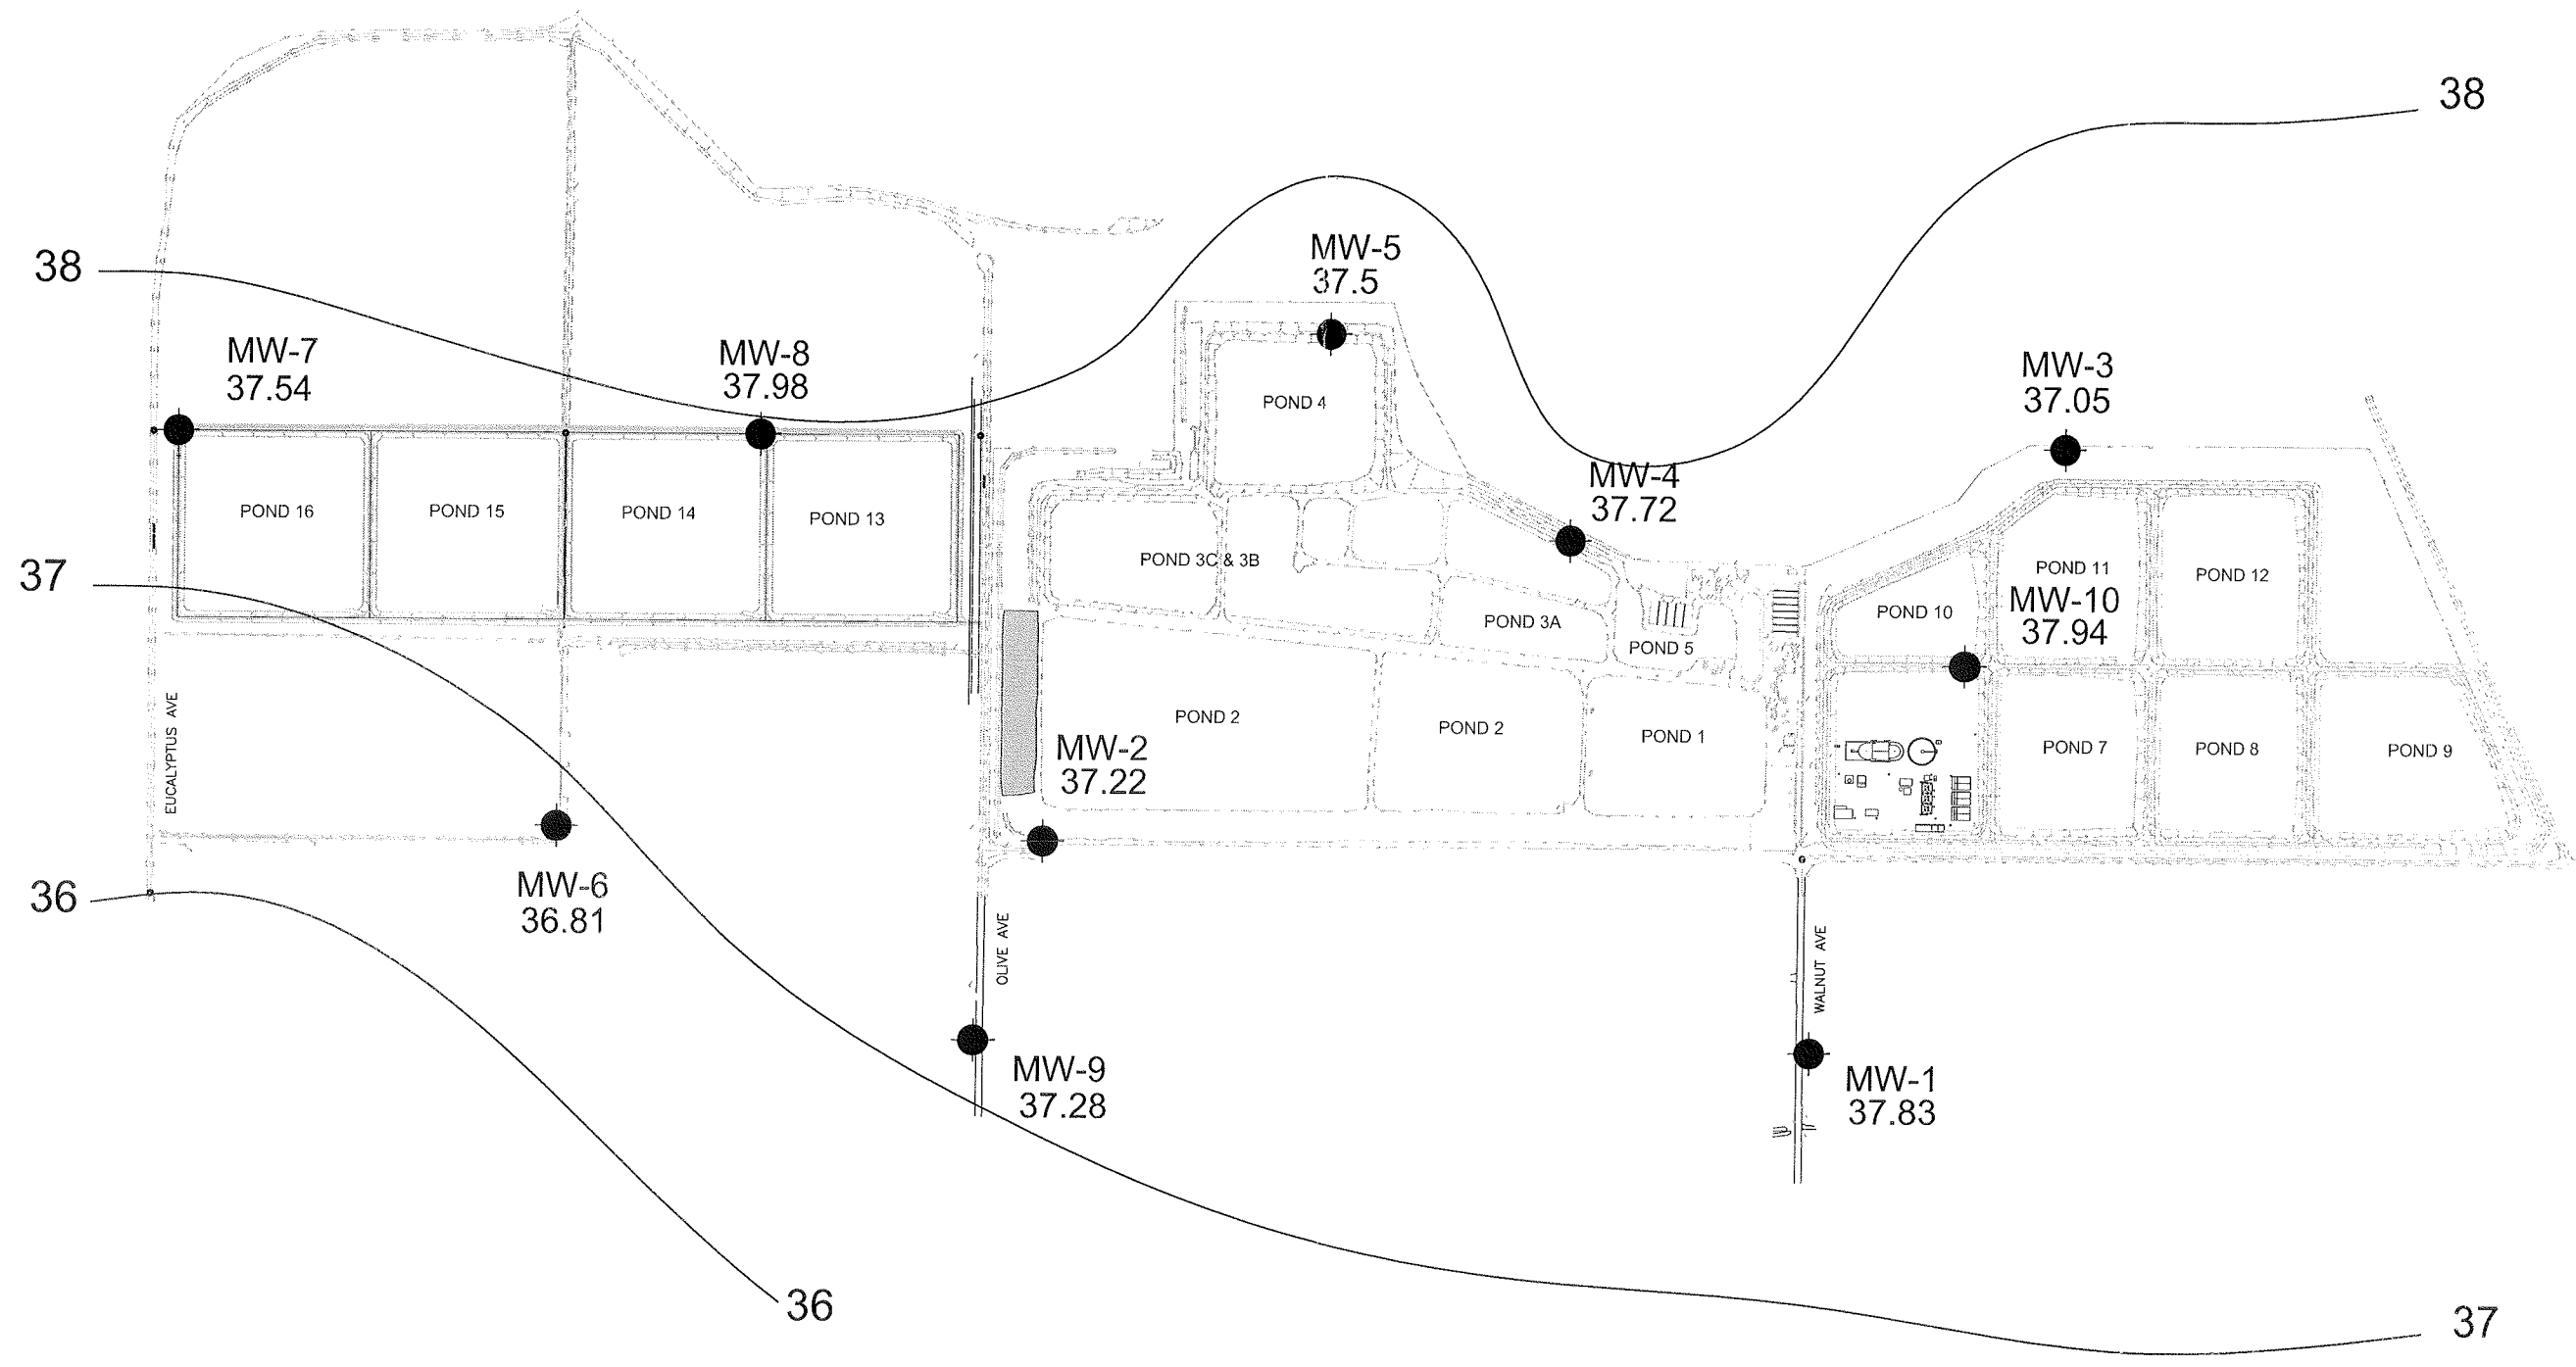 38
38
MW-5
37.5
MW-7
37.54
MW-8
37.98
MW-3
37.05
POND 4
MW-4
37.72
POND 16
POND 15
POND 14
POND 13
POND 3C & 3B
POND 11
POND 12
37
MW-10
37.94
POND 10
POND 3A
POND 5
POND 2
POND 2
POND 1
POND 7
POND 8
POND 9
EUCALYPTUS AVE
MW-2
37.22
36
MW-6
36.81
OLIVE AVE
WALNUT AVE
MW-9
37.28
MW-1
37.83
36
37